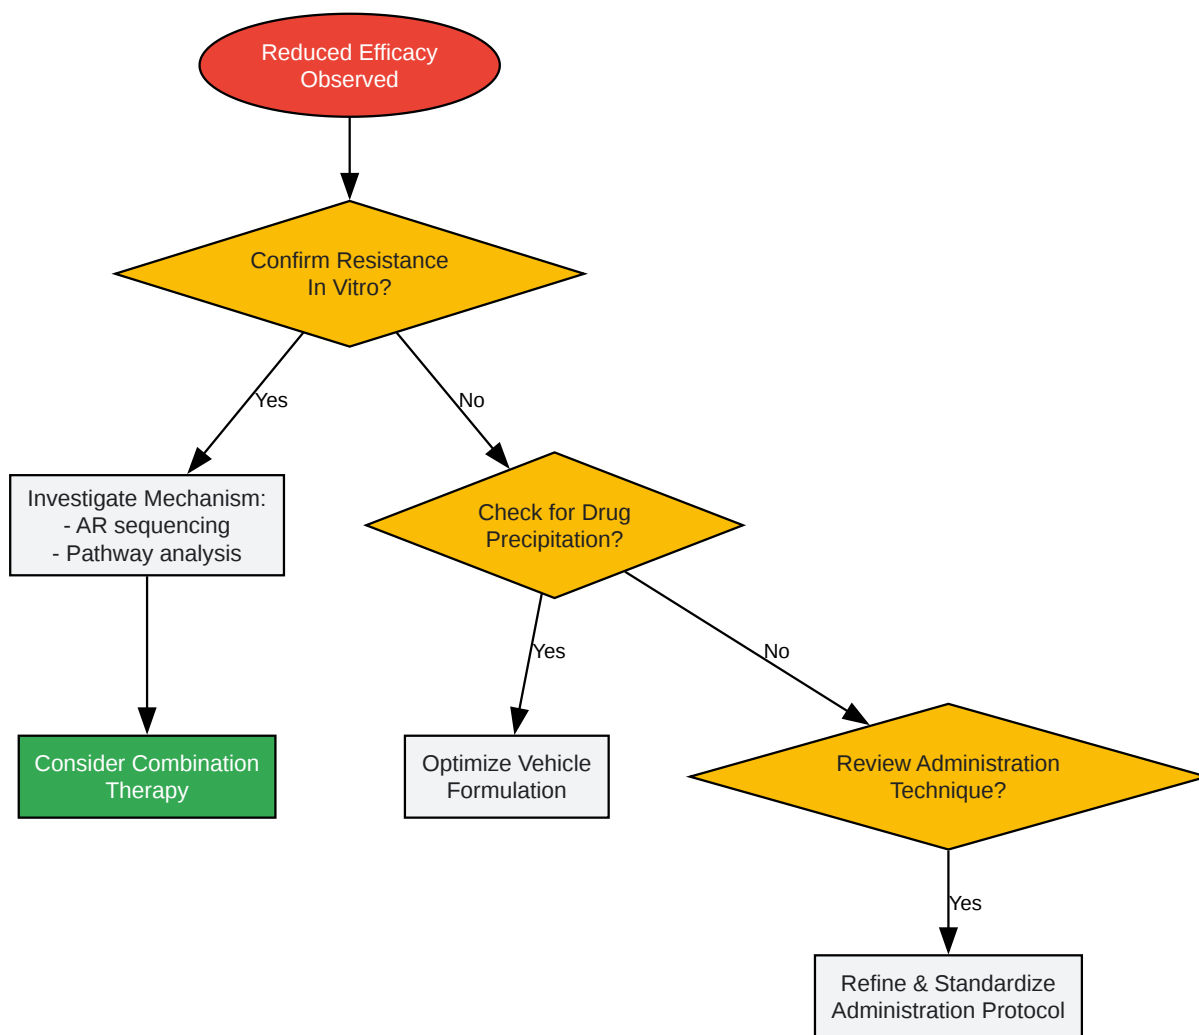 Reduced Efficacy
Observed
Confirm Resistance
In Vitro?
Yes
No
Investigate Mechanism:
- AR sequencing
- Pathway analysis
Check for Drug
Precipitation?
Yes
No
Consider Combination
Therapy
Optimize Vehicle
Formulation
Review Administration
Technique?
Yes
Refine & Standardize
Administration Protocol